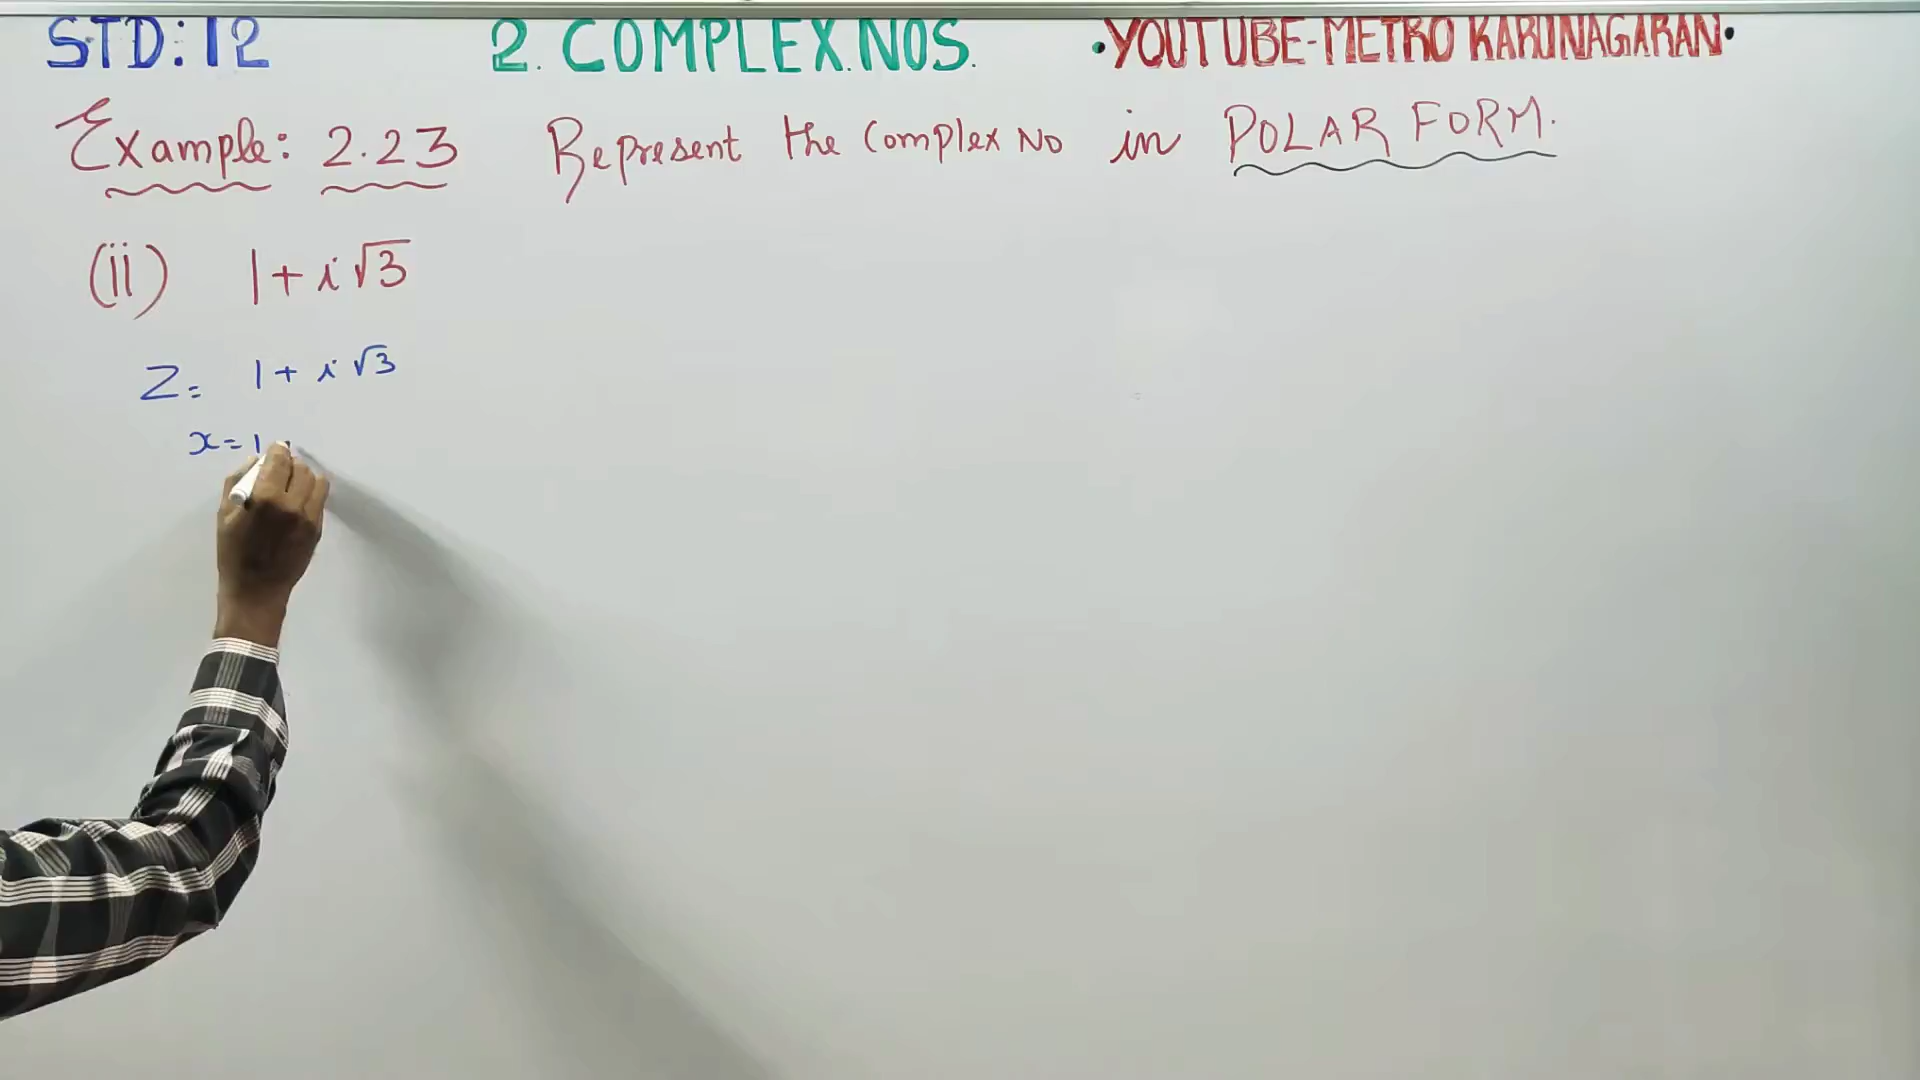 STD: 12 2. COMPLEX.NOS. •YOUTUBE-METRO KARUNAGARAN•
Example: 2.23 Represent the Complex No in POLAR FORM.
(ii) 1+i√3
Z= 1+i√3
x=1